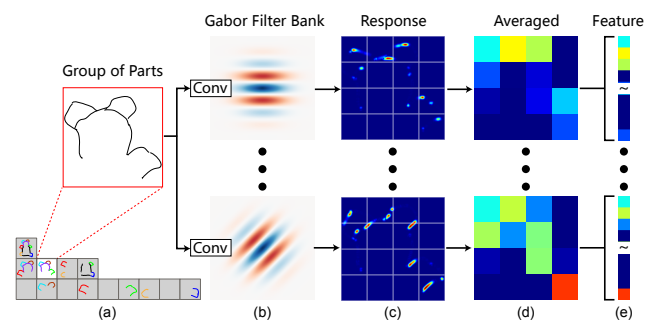 Gabor Filter Bank Response Averaged Feature
Group of Parts
Conv
~
Conv
~
(a) (b) (c) (d) (e)